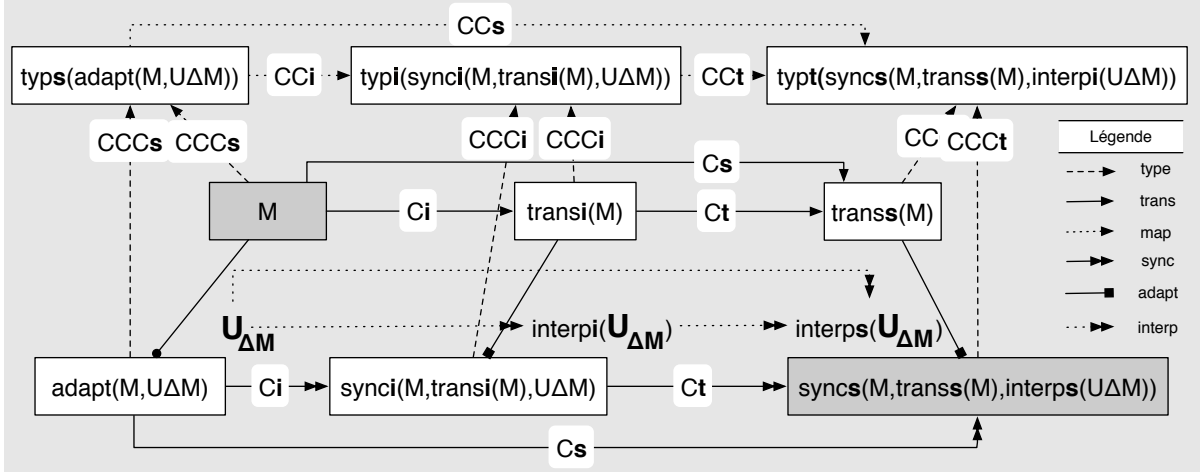 CCs
typs(adapt(M,UΔM)) CCi typi(synci(M,transi(M),UΔM)) CCt typt(syncs(M,transs(M),interpi(UΔM))
CCCs CCCs CCCi CCCi CC CCCt
Légende
type
trans
map
sync
adapt
interp
Cs
M Ci transi(M) Ct transs(M)
UΔM interpi(UΔM) interps(UΔM)
adapt(M,UΔM) Ci synci(M,transi(M),UΔM) Ct syncs(M,transs(M),interps(UΔM))
Cs